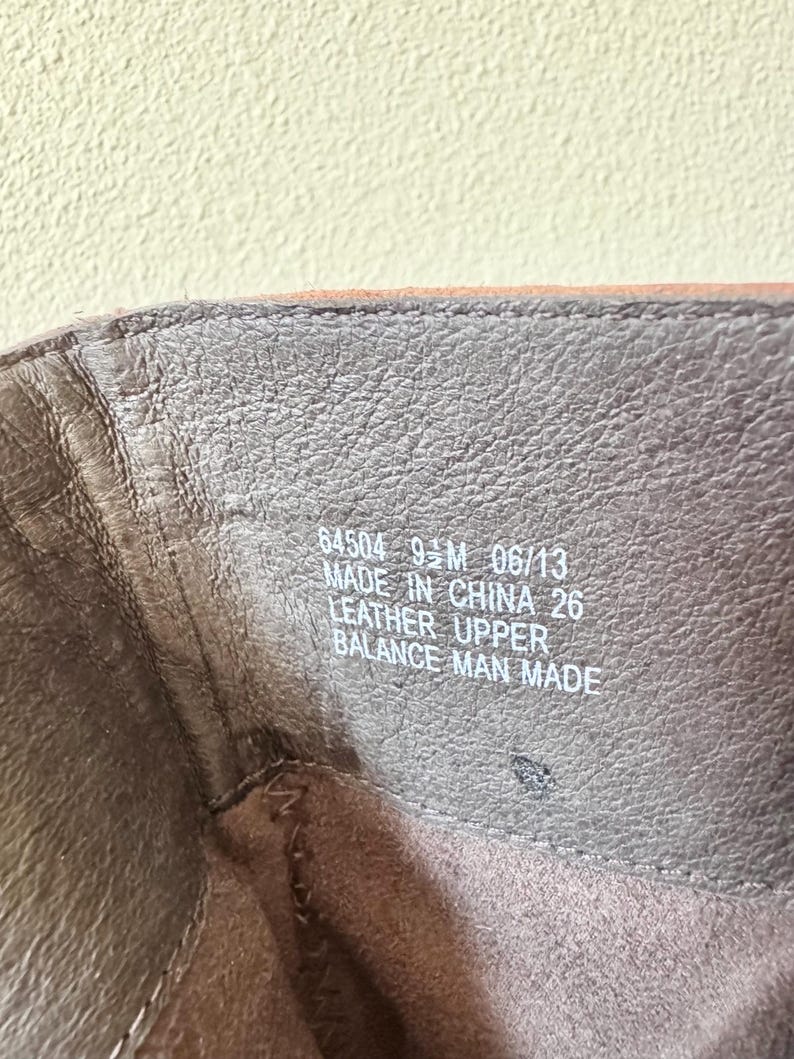 64504 9½M 06/13
MADE IN CHINA 26
LEATHER UPPER
BALANCE MAN MADE